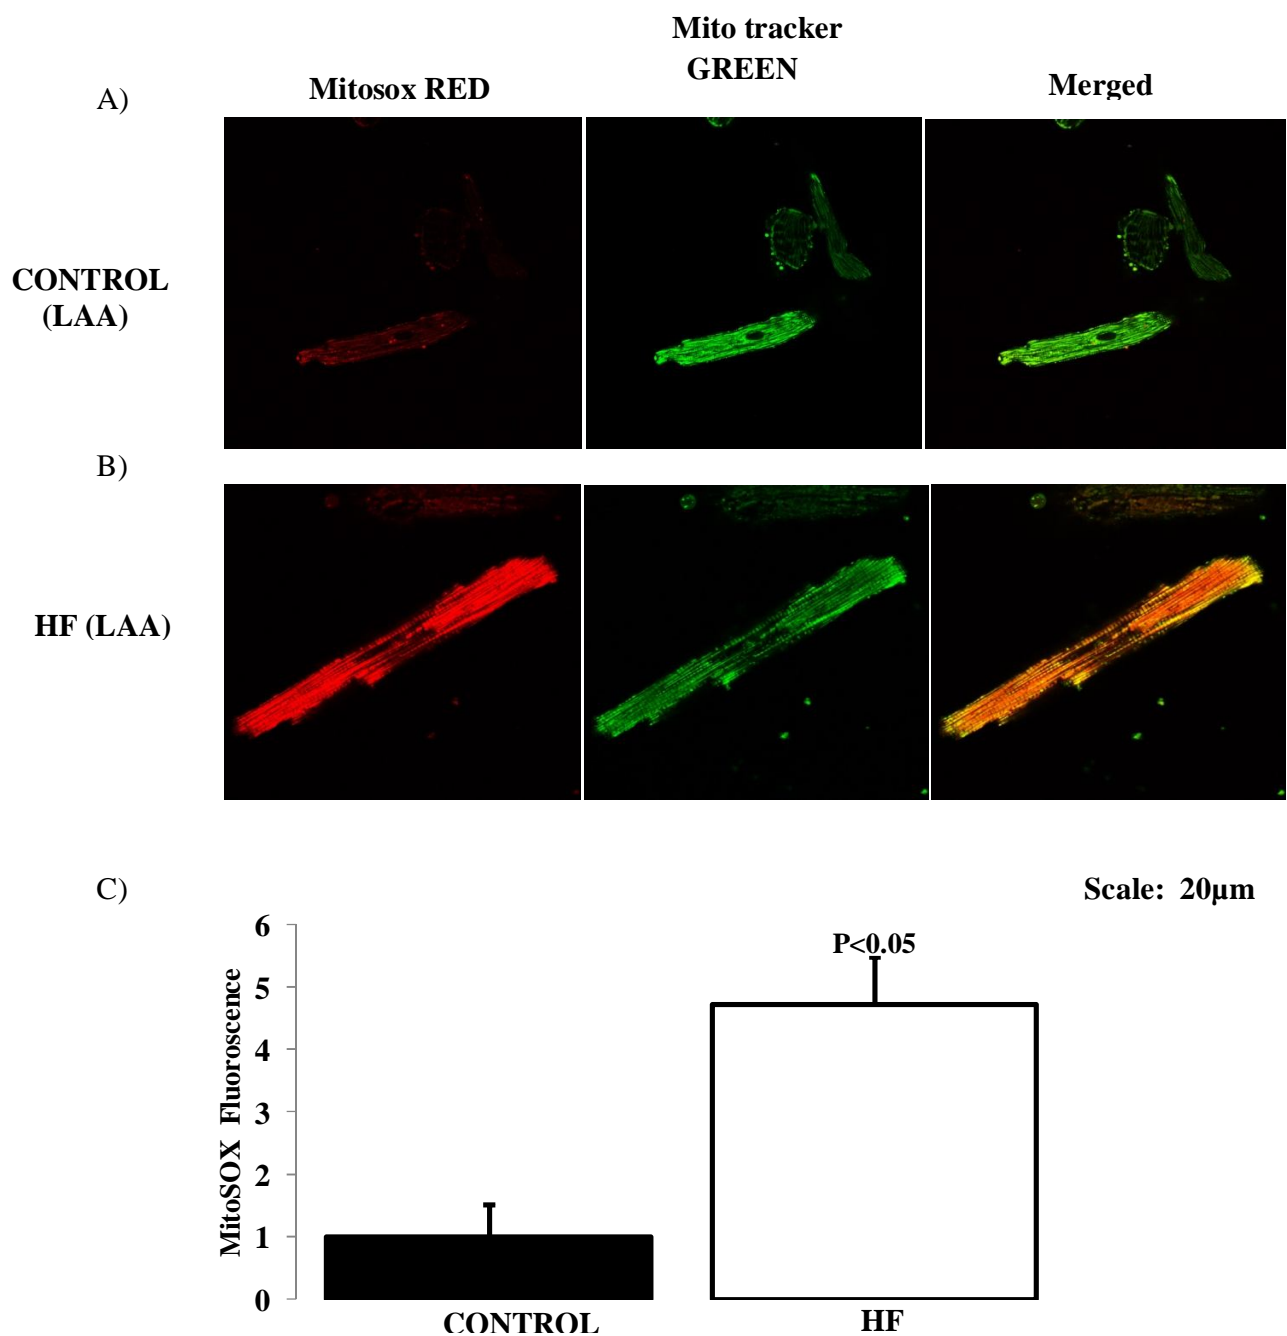 Mito tracker
GREEN
Mitosox RED
Merged
A)
CONTROL
(LAA)
B)
HF (LAA)
C)
Scale: 20µm
P<0.05
MitoSOX Fluoroscence
6
5
4
3
2
1
0
CONTROL
HF